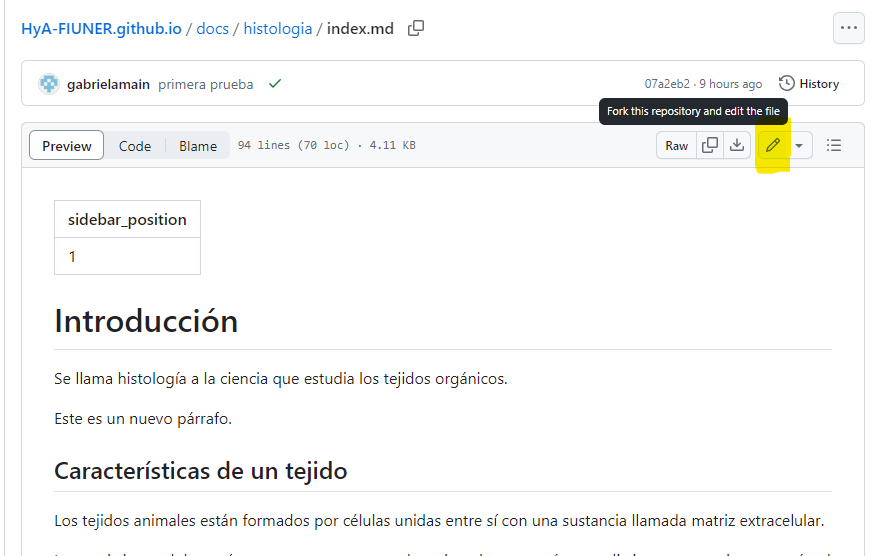 HyA-FIUNER.github.io / docs / histologia / index.md
gabrielamain primera prueba 07a2eb2 · 9 hours ago History
Fork this repository and edit the file
Preview Code Blame 94 lines (70 loc) · 4.11 KB Raw
sidebar_position
1
Introducción
Se llama histología a la ciencia que estudia los tejidos orgánicos.
Este es un nuevo párrafo.
Características de un tejido
Los tejidos animales están formados por células unidas entre sí con una sustancia llamada matriz extracelular.